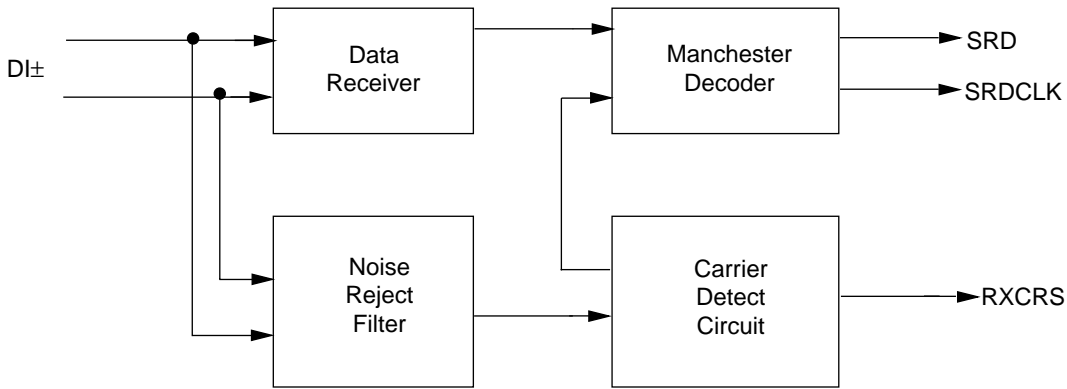 DI±
Data
Receiver
Manchester
Decoder
SRD
SRDCLK
Noise
Reject
Filter
Carrier
Detect
Circuit
RXCRS